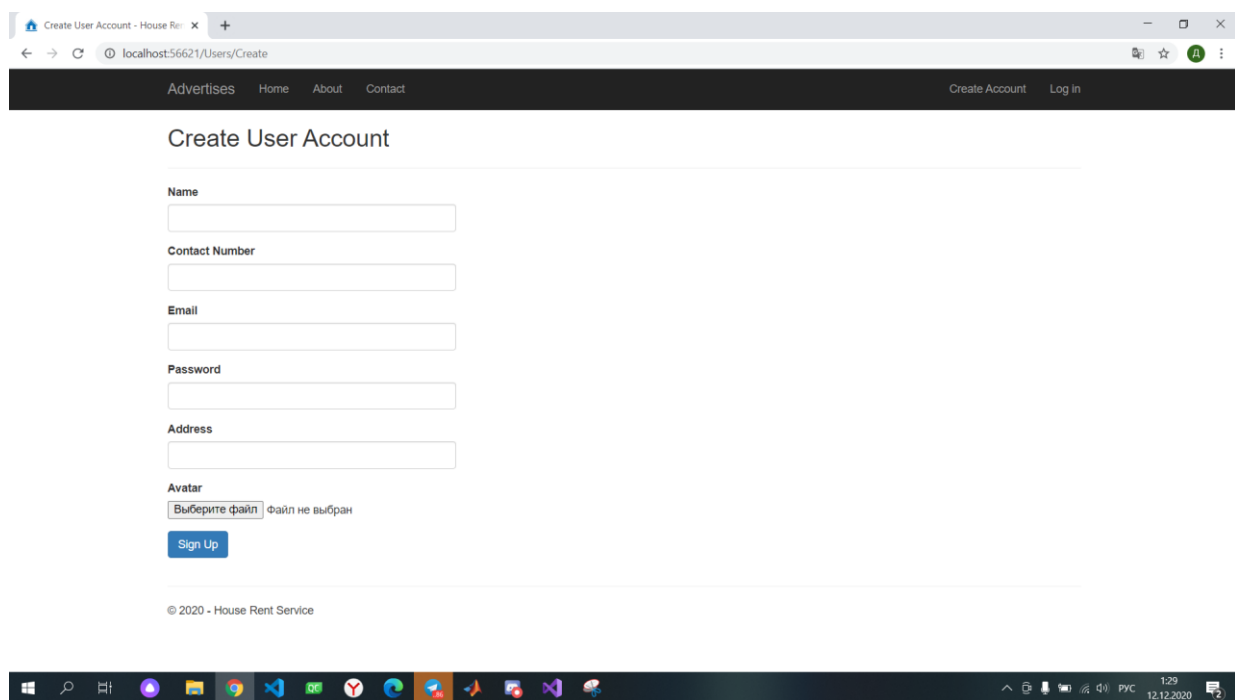 Create User Account - House Ren
localhost:56621/Users/Create
Д
Advertises Home About Contact Create Account Log in
Create User Account
Name
Contact Number
Email
Password
Address
Avatar
Выберите файл Файл не выбран
Sign Up
© 2020 - House Rent Service
QC
РУС
1:29
12.12.2020
2